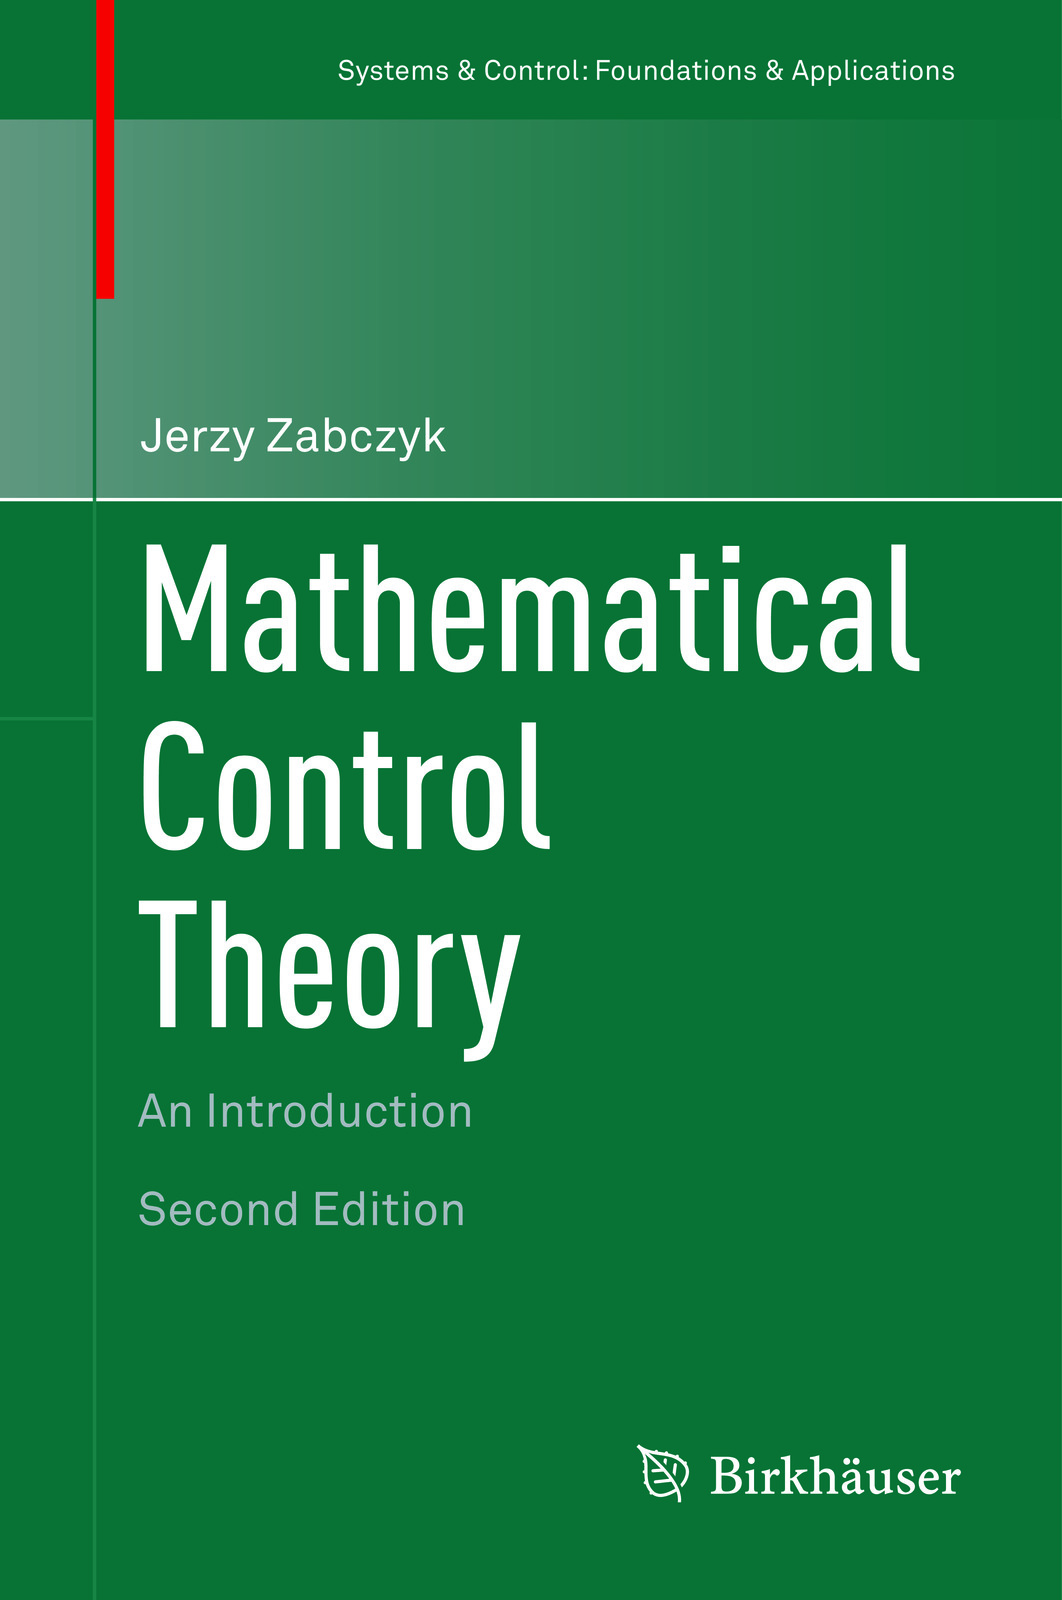 Systems & Control: Foundations & Applications
Jerzy Zabczyk
Mathematical
Control
Theory
An Introduction
Second Edition
Birkhäuser